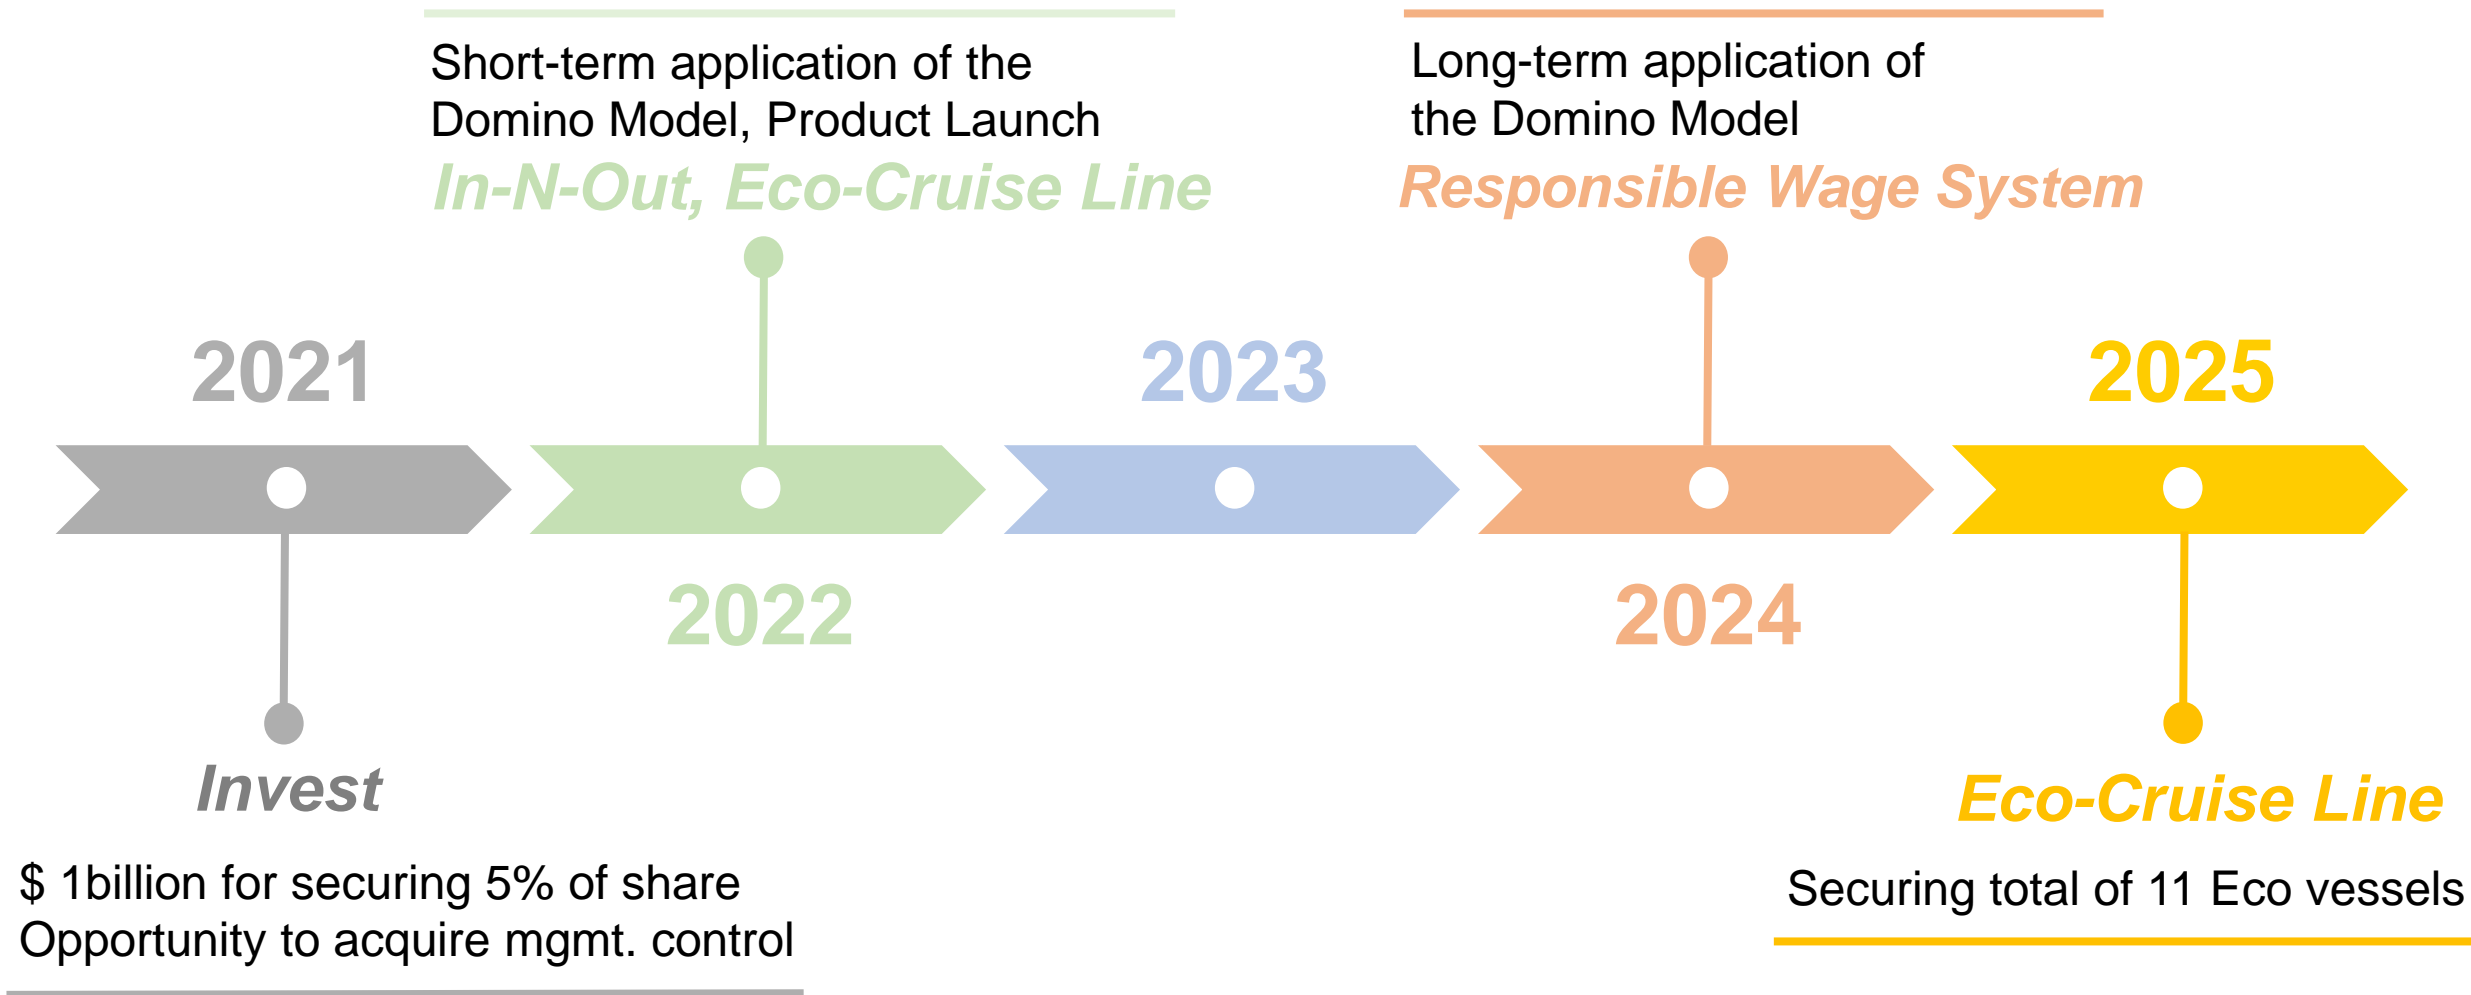 Short-term application of the
Domino Model, Product Launch
In-N-Out, Eco-Cruise Line
Long-term application of
the Domino Model
Responsible Wage System
2021
2023
2025
2022
2024
Invest
$ 1billion for securing 5% of share
Opportunity to acquire mgmt. control
Eco-Cruise Line
Securing total of 11 Eco vessels